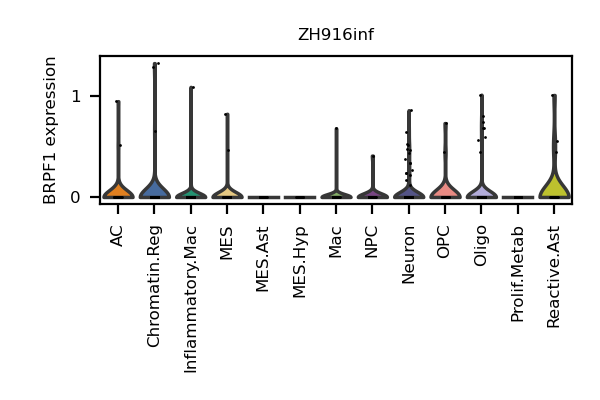 ZH916inf
BRPF1 expression
1
0
AC
Chromatin.Reg
Inflammatory.Mac
MES
MES.Ast
MES.Hyp
Mac
NPC
Neuron
OPC
Oligo
Prolif.Metab
Reactive.Ast